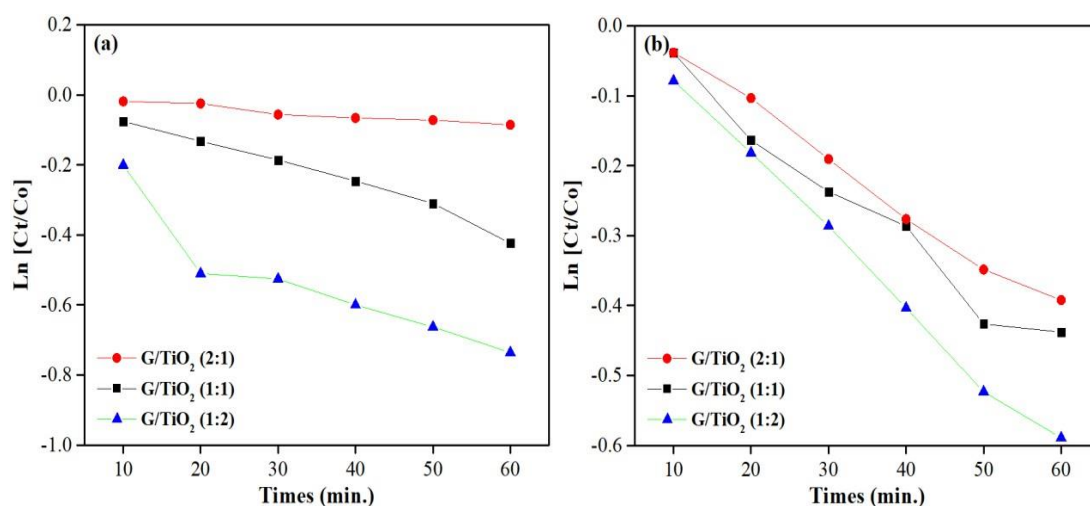 (a)
Ln [Ct/Co]
0.2
0.0
-0.2
-0.4
-0.6
-0.8
-1.0
G/TiO₂ (2:1)
G/TiO₂ (1:1)
G/TiO₂ (1:2)
10 20 30 40 50 60
Times (min.)
(b)
Ln [Ct/Co]
0.0
-0.1
-0.2
-0.3
-0.4
-0.5
-0.6
G/TiO₂ (2:1)
G/TiO₂ (1:1)
G/TiO₂ (1:2)
10 20 30 40 50 60
Times (min.)